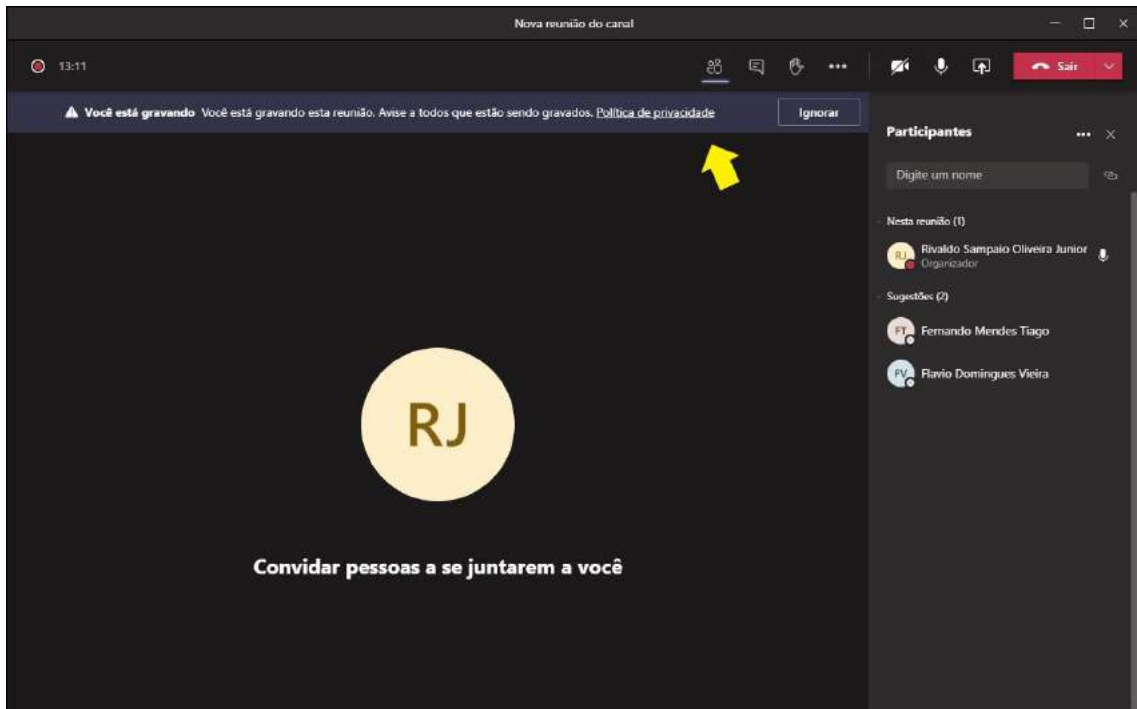 Nova reunião do canal
13:11
Sair
Você está gravando Você está gravando esta reunião. Avise a todos que estão sendo gravados. Política de privacidade
Ignorar
Participantes
Digite um nome
Nesta reunião (1)
RJ
Rivaldo Sampaio Oliveira Junior
Organizador
Sugestões (2)
FT
Fernando Mendes Tiago
FV
Flavio Domingues Vieira
RJ
Convidar pessoas a se juntarem a você